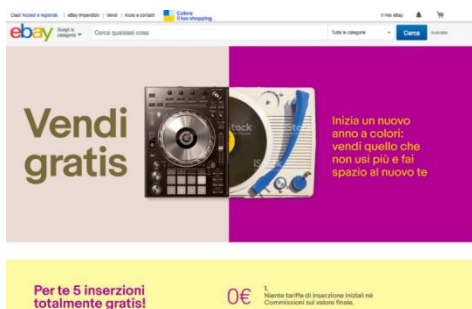 Ciao! Accedi o registrati | eBay Imperdibili | Vendi | Aiuto e contatti
Colora
il tuo shopping
Il mio eBay
ebay
Scegli la
categoria
Cerca qualsiasi cosa
Tutte le categorie
Cerca
Avanzata
Vendi
gratis
Inizia un nuovo
anno a colori:
vendi quello che
non usi più e fai
spazio al nuovo te
Per te 5 inserzioni
totalmente gratis!
0€
1.
Niente tariffe di inserzione iniziali né
Commissioni sul valore finale.